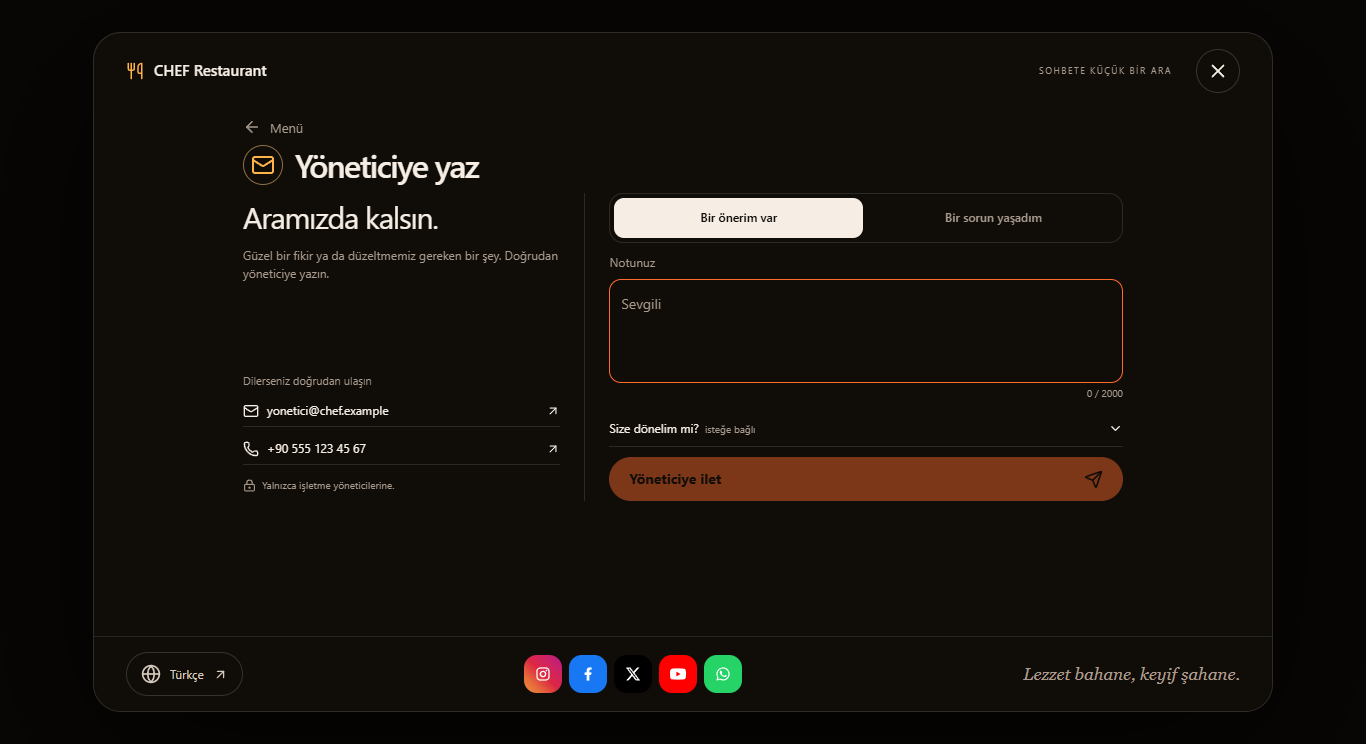 CHEF Restaurant
SOHBETE KÜÇÜK BİR ARA
Menü
Yöneticiye yaz
Aramızda kalsın.
Güzel bir fikir ya da düzeltmemiz gereken bir şey. Doğrudan
yöneticiye yazın.
Dilerseniz doğrudan ulaşın
yonetici@chef.example
+90 555 123 45 67
Yalnızca işletme yöneticilerine.
Bir önerim var
Bir sorun yaşadım
Notunuz
Sevgili
0 / 2000
Size dönelim mi? isteğe bağlı
Yöneticiye ilet
Türkçe
Lezzet bahane, keyif şahane.